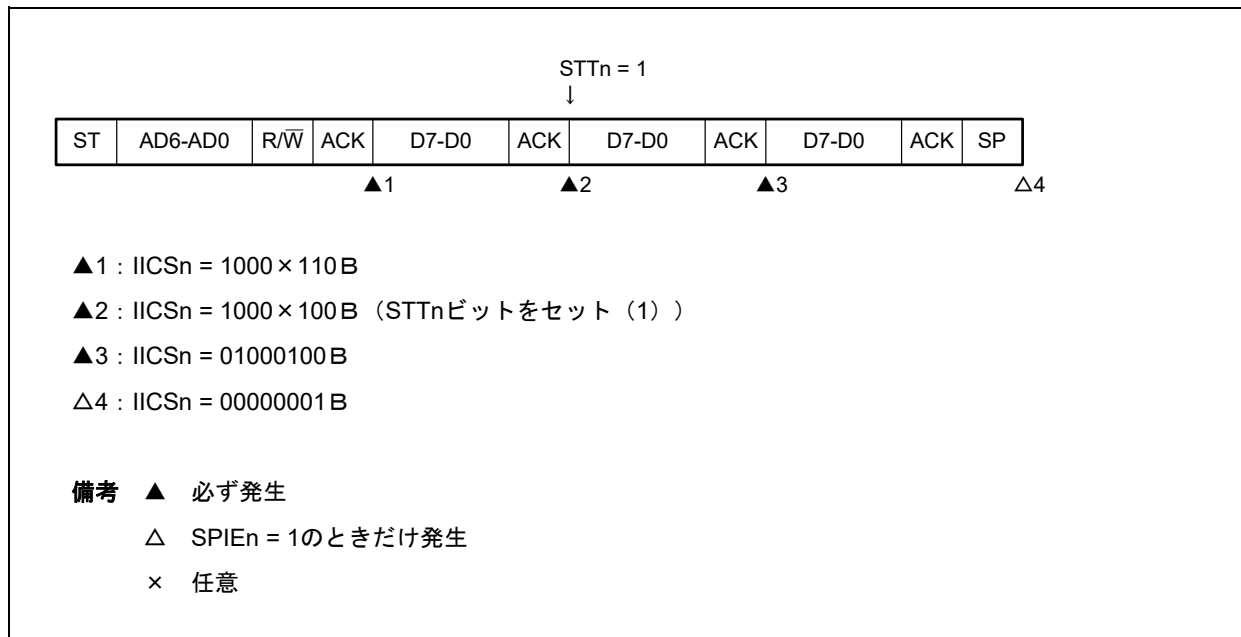 STTn = 1
↓
ST AD6-AD0 R/W̅ ACK D7-D0 ACK D7-D0 ACK D7-D0 ACK SP
▲1 ▲2 ▲3 △4
▲1：IICSn = 1000×110B
▲2：IICSn = 1000×100B（STTnビットをセット（1））
▲3：IICSn = 01000100B
△4：IICSn = 00000001B
備考 ▲ 必ず発生
△ SPIEn = 1のときだけ発生
× 任意